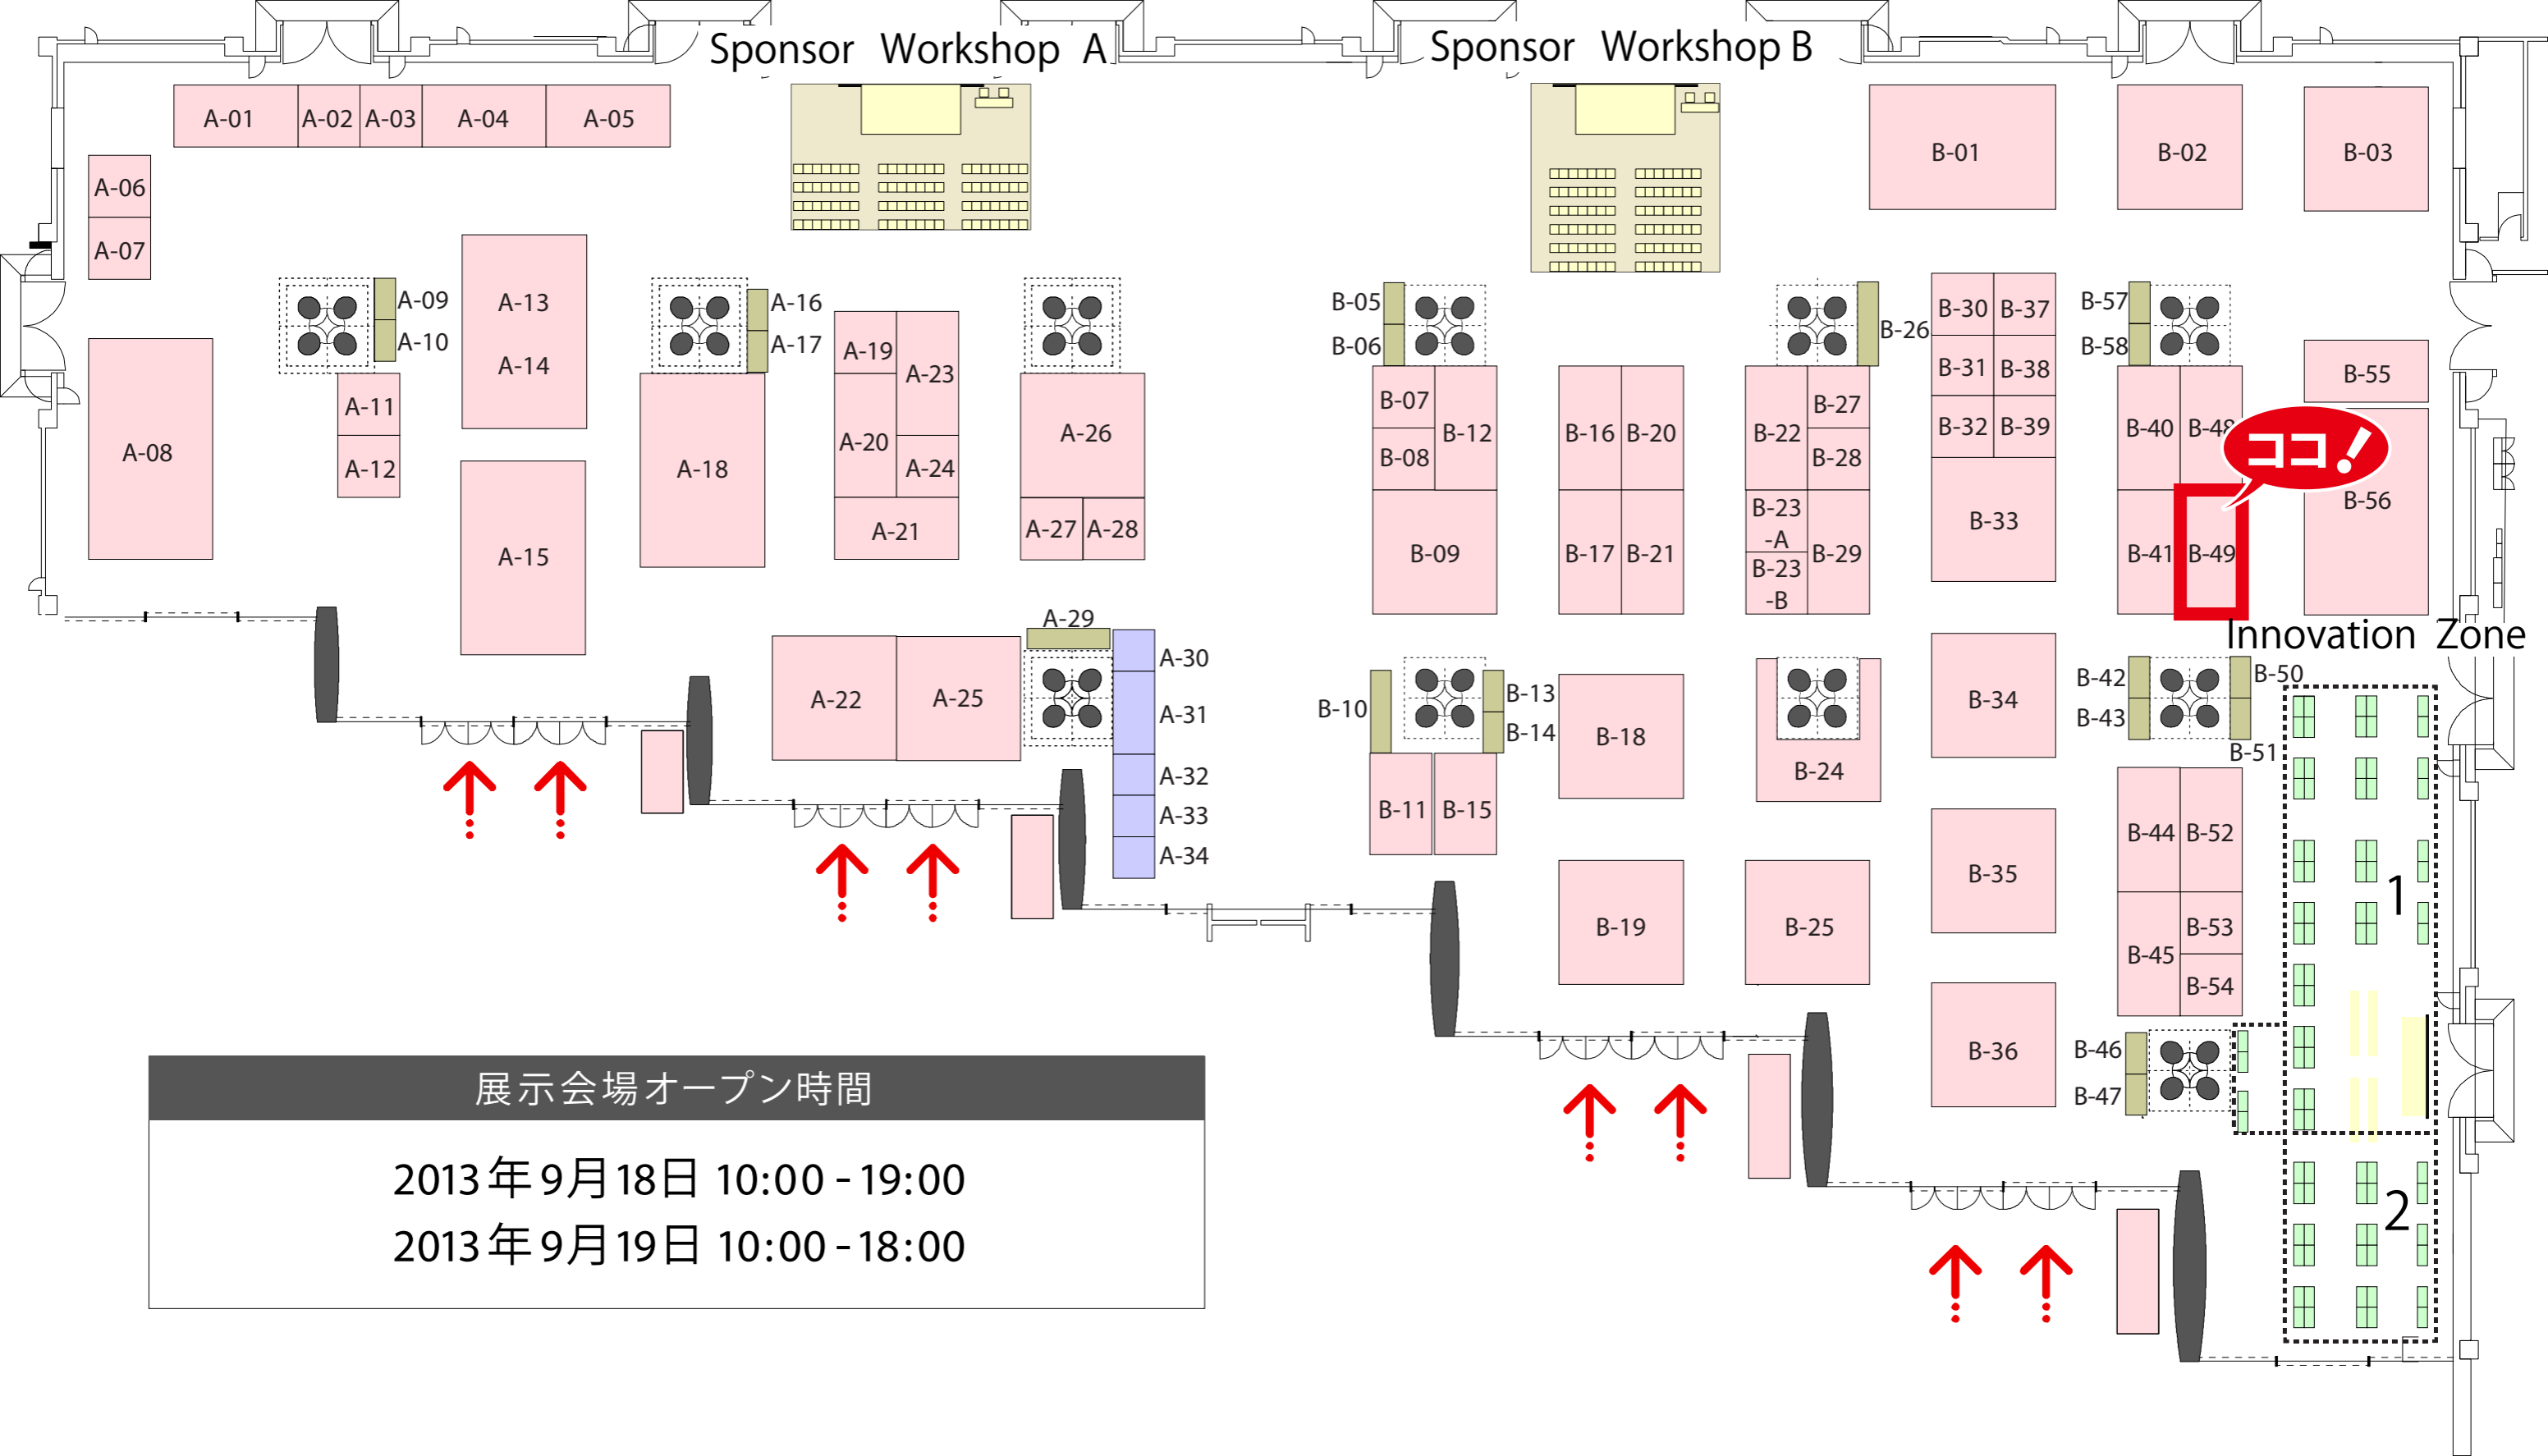 Sponsor Workshop A
Sponsor Workshop B
A-01
A-02
A-03
A-04
A-05
A-06
A-07
A-08
A-09
A-10
A-11
A-12
A-13
A-14
A-15
A-16
A-17
A-18
A-19
A-20
A-21
A-22
A-23
A-24
A-25
A-26
A-27
A-28
A-29
A-30
A-31
A-32
A-33
A-34
B-01
B-02
B-03
B-05
B-06
B-07
B-08
B-09
B-10
B-11
B-12
B-13
B-14
B-15
B-16
B-17
B-18
B-19
B-20
B-21
B-22
B-23
-A
B-23
-B
B-24
B-25
B-26
B-27
B-28
B-29
B-30
B-31
B-32
B-33
B-34
B-35
B-36
B-37
B-38
B-39
B-40
B-41
B-42
B-43
B-44
B-45
B-46
B-47
B-48
ココ!
B-49
B-50
B-51
B-52
B-53
B-54
B-55
B-56
B-57
B-58
Innovation Zone
1
2
展示会場オープン時間
2013年9月18日 10:00-19:00
2013年9月19日 10:00-18:00